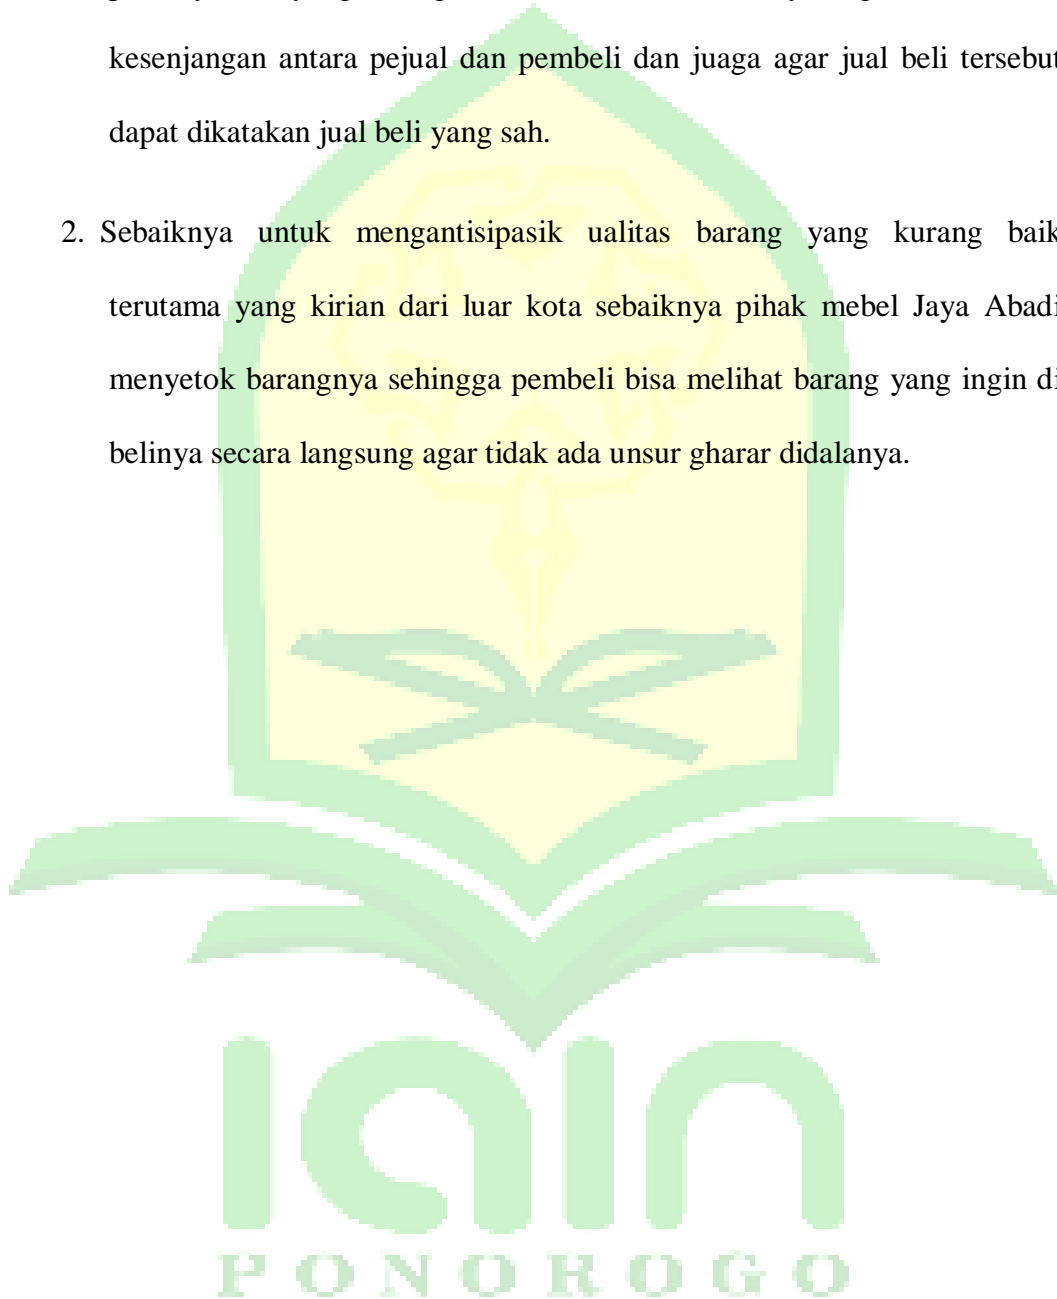 kesenjangan antara pejual dan pembeli dan juaga agar jual beli tersebut
dapat dikatakan jual beli yang sah.
2. Sebaiknya untuk mengantisipasik ualitas barang yang kurang baik
terutama yang kirian dari luar kota sebaiknya pihak mebel Jaya Abadi
menyetok barangnya sehingga pembeli bisa melihat barang yang ingin di
belinya secara langsung agar tidak ada unsur gharar didalanya.
iain
PONOROGO